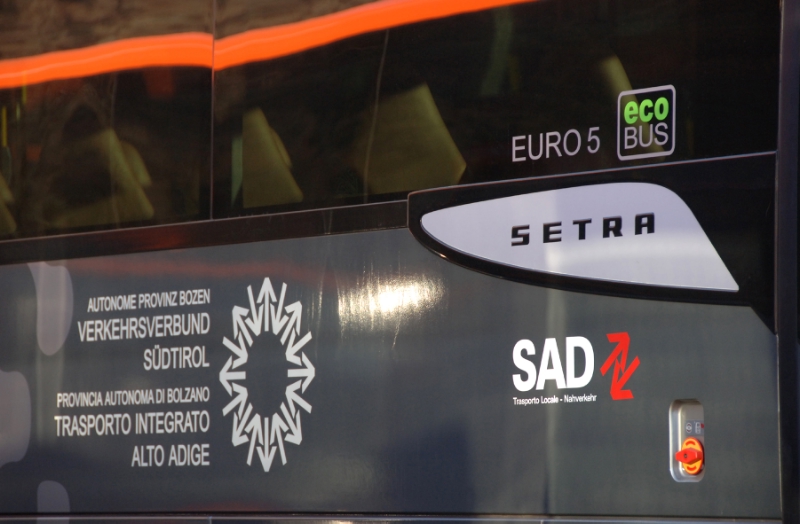 EURO 5
eco
BUS
SETRA
AUTONOME PROVINZ BOZEN
VERKEHRSVERBUND
SÜDTIROL
PROVINCIA AUTONOMA DI BOLZANO
TRASPORTO INTEGRATO
ALTO ADIGE
SAD
Trasporto Locale - Nahverkehr